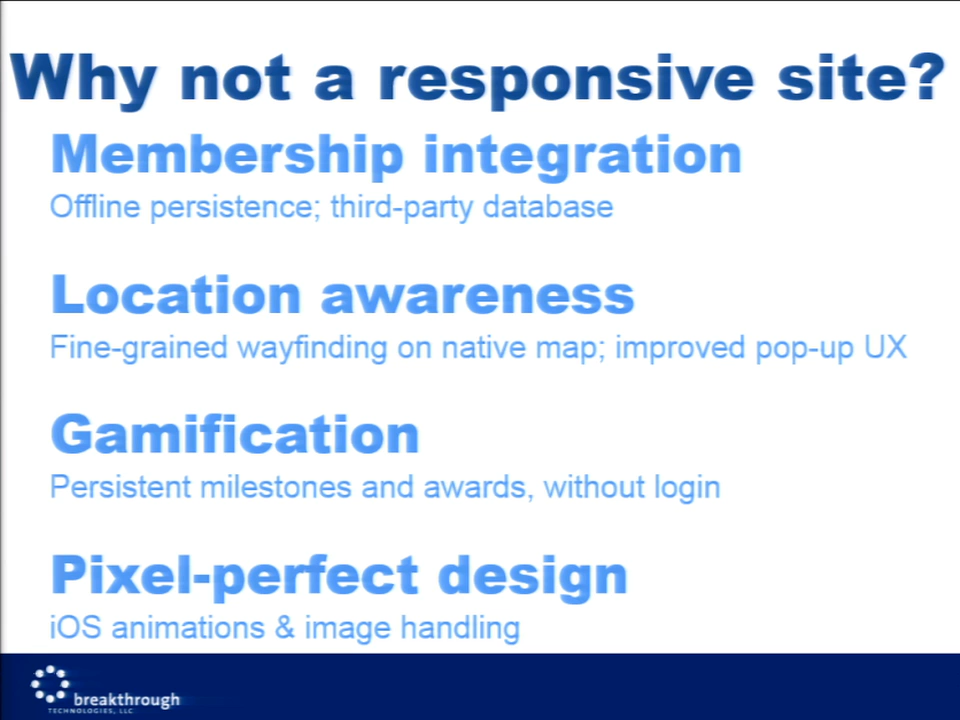 Why not a responsive site?
Membership integration
Offline persistence; third-party database
Location awareness
Fine-grained wayfinding on native map; improved pop-up UX
Gamification
Persistent milestones and awards, without login
Pixel-perfect design
iOS animations & image handling
breakthrough
TECHNOLOGIES, LLC